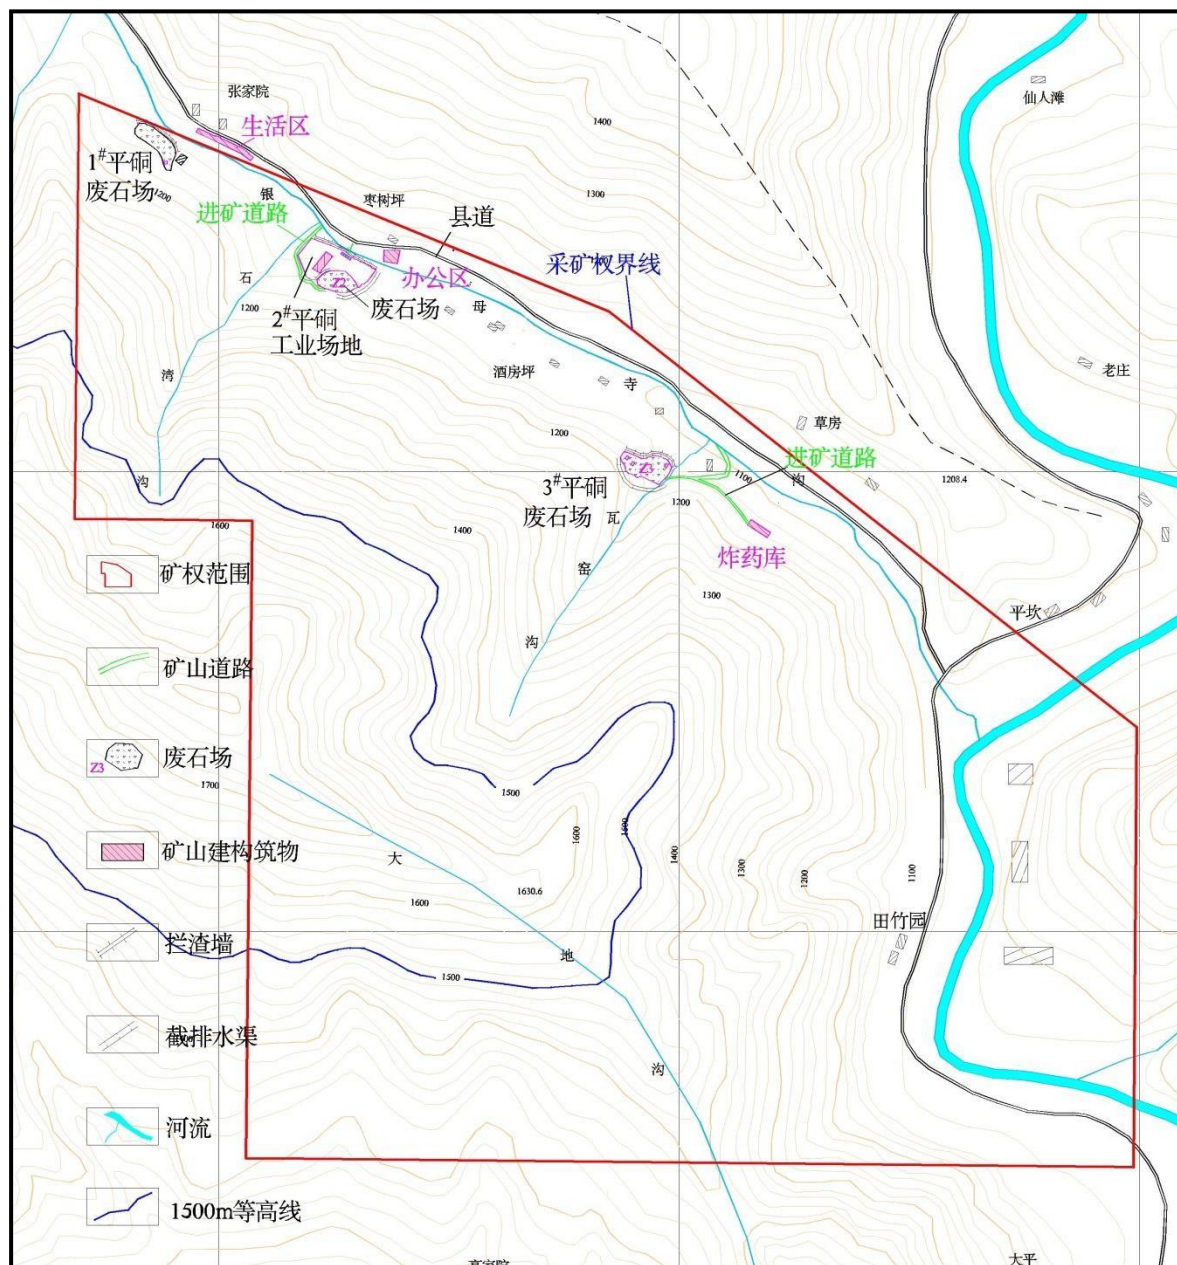 仙人滩
张家院
1400
生活区
1#平硐
废石场
1200
银
枣树坪
1300
进矿道路
县道
石
Z2
办公区
采矿权界线
1200
废石场
母
2#平硐
工业场地
湾
酒房坪
寺
老庄
草房
1200
进矿道路
Z3
1100
沟
1208.4
沟
3#平硐
废石场
1200
瓦
1600
1400
炸药库
矿权范围
窑
1300
平坎
沟
矿山道路
废石场
Z3
1700
1500
1600
1600
1400
1300
1200
1100
矿山建构筑物
大
1630.6
1600
田竹园
拦渣墙
地
1500
截排水渠
沟
河流
1500m等高线
大平